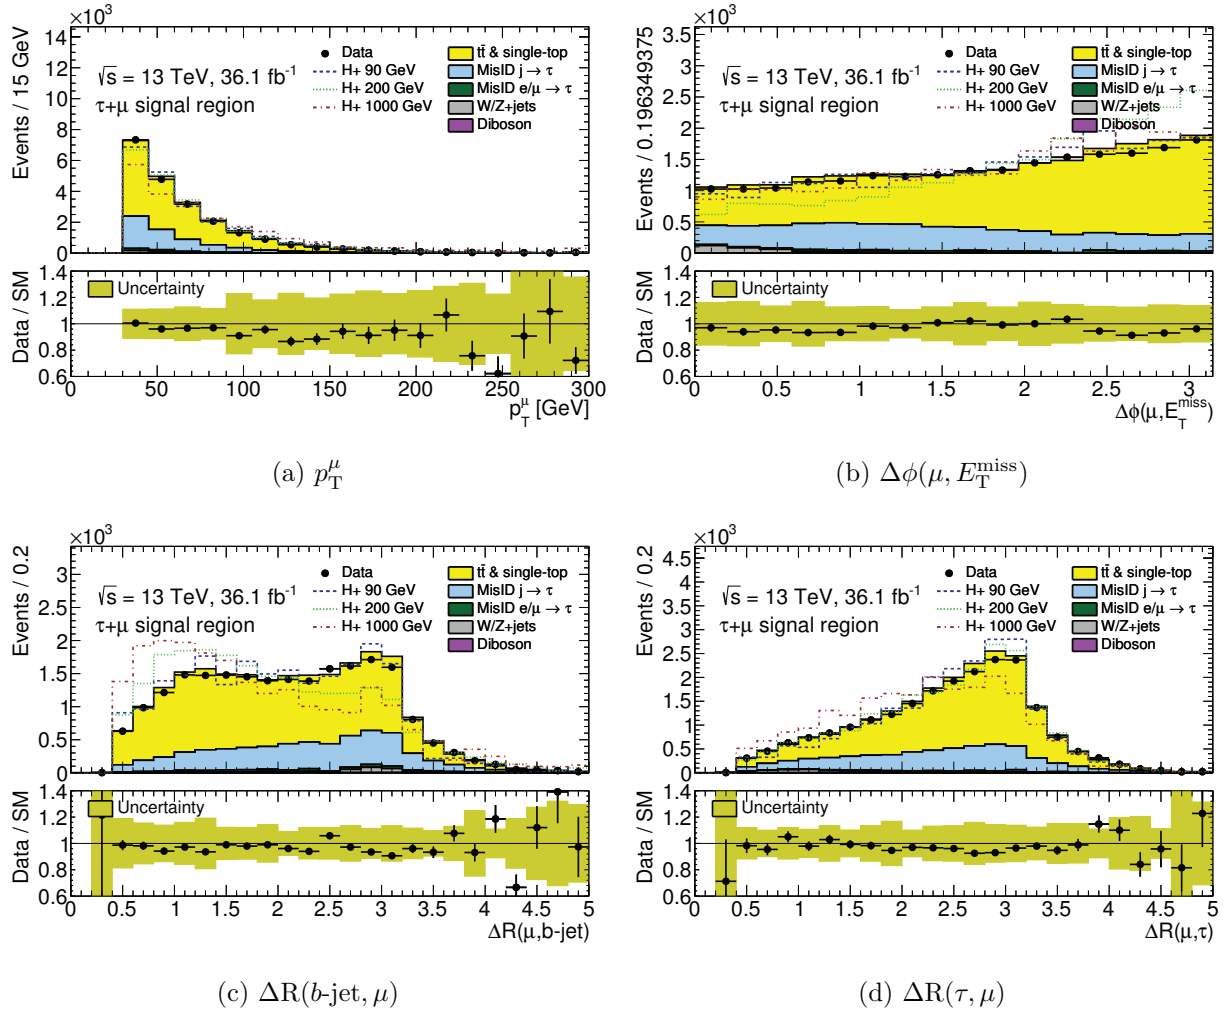 ×10³
Events / 15 GeV
14
12
10
8
6
4
2
0
√s = 13 TeV, 36.1 fb⁻¹
τ+μ signal region
Data
H+ 90 GeV
H+ 200 GeV
H+ 1000 GeV
tt̄ & single-top
MisID j → τ
MisID e/μ → τ
W/Z+jets
Diboson
Data / SM
1.4
1.2
1
0.8
0.6
Uncertainty
0 50 100 150 200 250 300
p_T^μ [GeV]
(a) p_T^μ
×10³
Events / 0.196349375
3.5
3
2.5
2
1.5
1
0.5
0
√s = 13 TeV, 36.1 fb⁻¹
τ+μ signal region
Data
H+ 90 GeV
H+ 200 GeV
H+ 1000 GeV
tt̄ & single-top
MisID j → τ
MisID e/μ → τ
W/Z+jets
Diboson
Data / SM
1.4
1.2
1
0.8
0.6
Uncertainty
0 0.5 1 1.5 2 2.5 3
Δϕ(μ,E_T^miss)
(b) Δϕ(μ, E_T^miss)
×10³
Events / 0.2
3
2.5
2
1.5
1
0.5
0
√s = 13 TeV, 36.1 fb⁻¹
τ+μ signal region
Data
H+ 90 GeV
H+ 200 GeV
H+ 1000 GeV
tt̄ & single-top
MisID j → τ
MisID e/μ → τ
W/Z+jets
Diboson
Data / SM
1.4
1.2
1
0.8
0.6
Uncertainty
0 0.5 1 1.5 2 2.5 3 3.5 4 4.5 5
ΔR(μ,b-jet)
(c) ΔR(b-jet, μ)
×10³
Events / 0.2
4.5
4
3.5
3
2.5
2
1.5
1
0.5
0
√s = 13 TeV, 36.1 fb⁻¹
τ+μ signal region
Data
H+ 90 GeV
H+ 200 GeV
H+ 1000 GeV
tt̄ & single-top
MisID j → τ
MisID e/μ → τ
W/Z+jets
Diboson
Data / SM
1.4
1.2
1
0.8
0.6
Uncertainty
0 0.5 1 1.5 2 2.5 3 3.5 4 4.5 5
ΔR(μ,τ)
(d) ΔR(τ, μ)